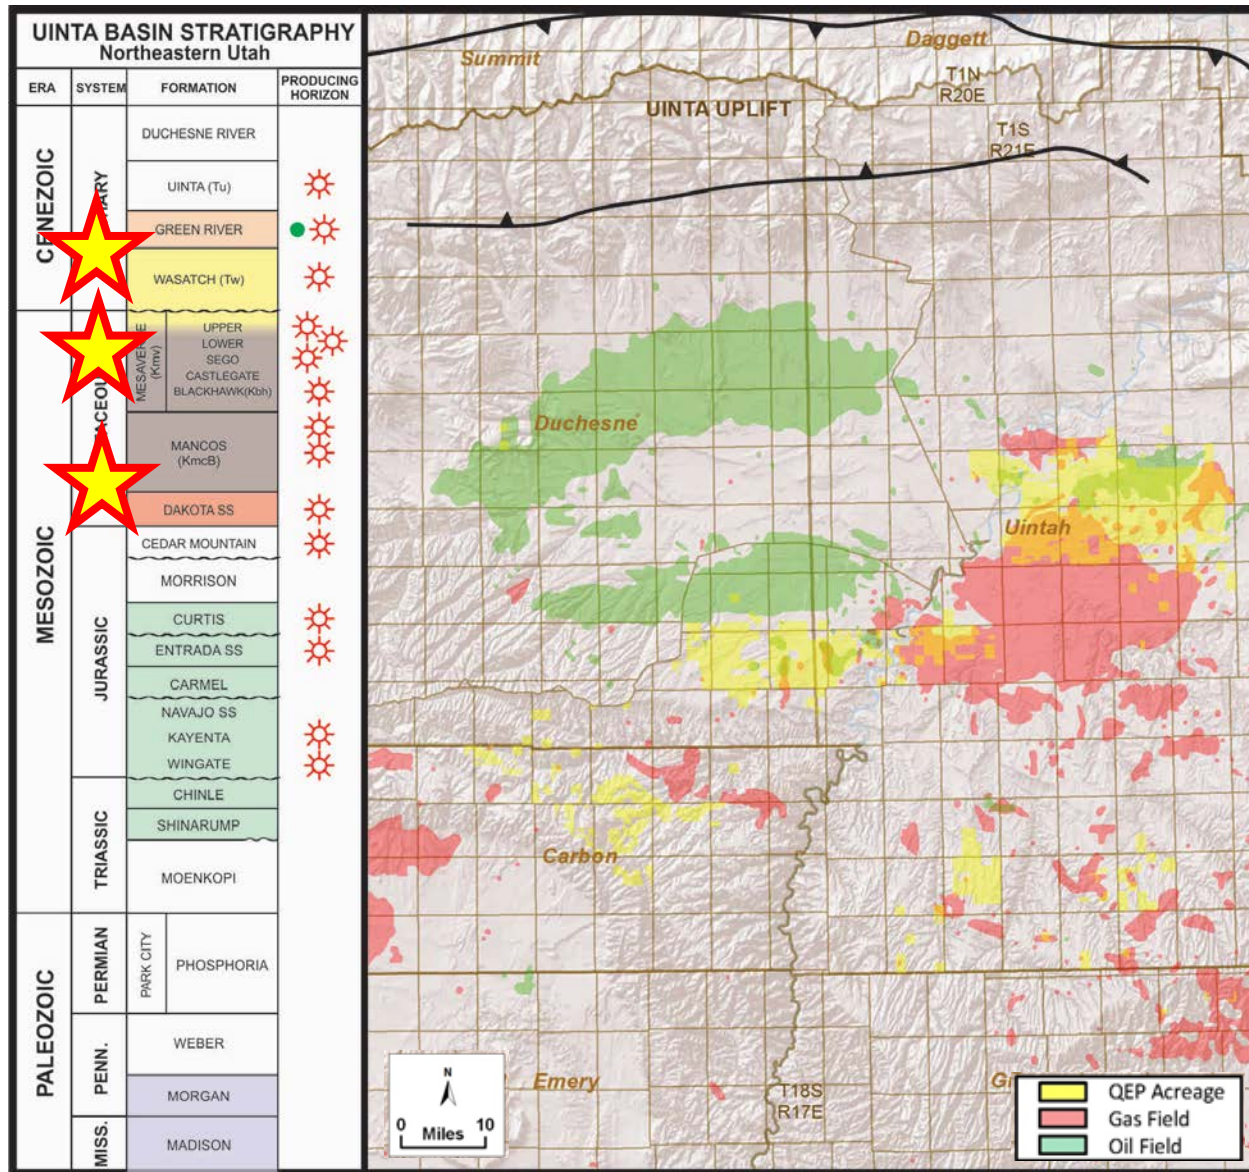 UINTA BASIN STRATIGRAPHY
Northeastern Utah
ERA
SYSTEM
FORMATION
PRODUCING
HORIZON
CENEZOIC
DUCHESNE RIVER
UINTA (Tu)
GREEN RIVER
WASATCH (Tw)
MESOZOIC
(Kmv)
UPPER
LOWER
SEGO
CASTLEGATE
BLACKHAWK(Kbh)
MANCOS
(KmcB)
DAKOTA SS
CEDAR MOUNTAIN
JURASSIC
MORRISON
CURTIS
ENTRADA SS
CARMEL
NAVAJO SS
KAYENTA
WINGATE
TRIASSIC
CHINLE
SHINARUMP
MOENKOPI
PALEOZOIC
PERMIAN
PARK CITY
PHOSPHORIA
PENN.
WEBER
MORGAN
MISS.
MADISON
Summit
Daggett
T1N
R20E
UINTA UPLIFT
T1S
R21E
Duchesne
Uintah
Carbon
Emery
T18S
R17E
N
0 10
Miles
QEP Acreage
Gas Field
Oil Field